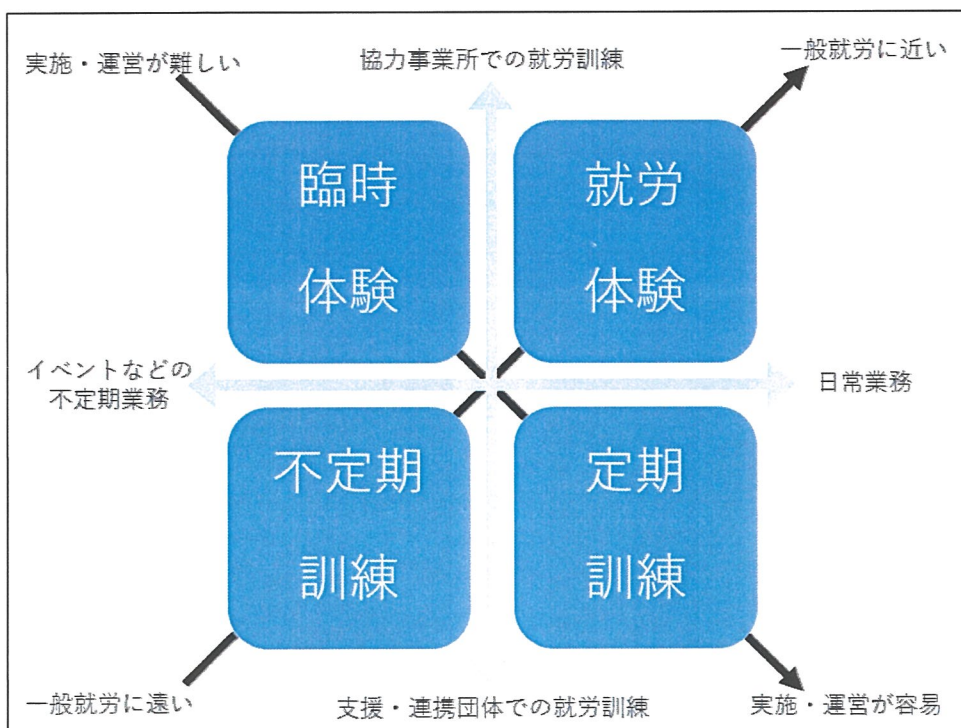 実施・運営が難しい
協力事業所での就労訓練
一般就労に近い
臨時
体験
就労
体験
イベントなどの
不定期業務
日常業務
不定期
訓練
定期
訓練
一般就労に遠い
支援・連携団体での就労訓練
実施・運営が容易